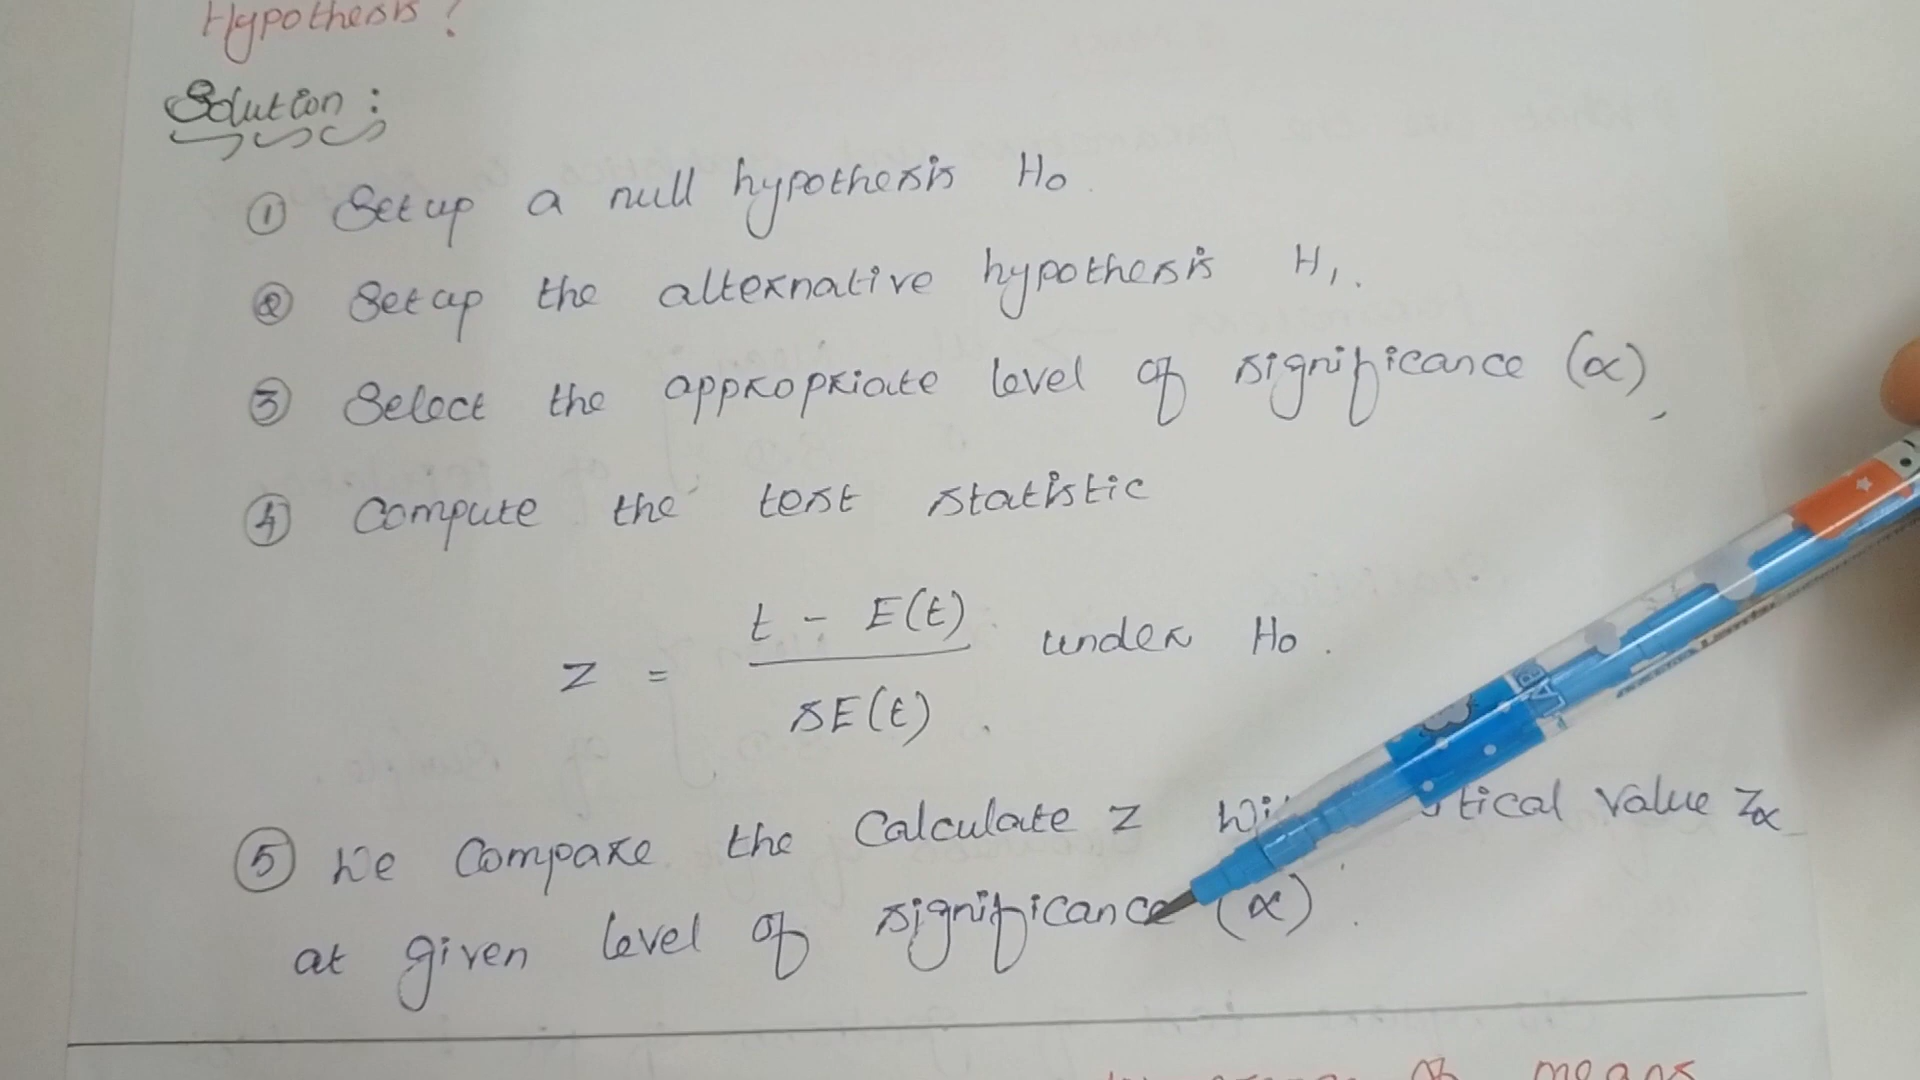 Hypothesis?
Solution:
① Set up a null hypothesis H₀.
② Set up the alternative hypothesis H₁.
③ Select the appropriate level of significance (α),
④ Compute the test statistic
Z = t - E(t) / SE(t) under H₀.
⑤ We Compare the Calculate Z value Zα
at given level of significance (α).
of means